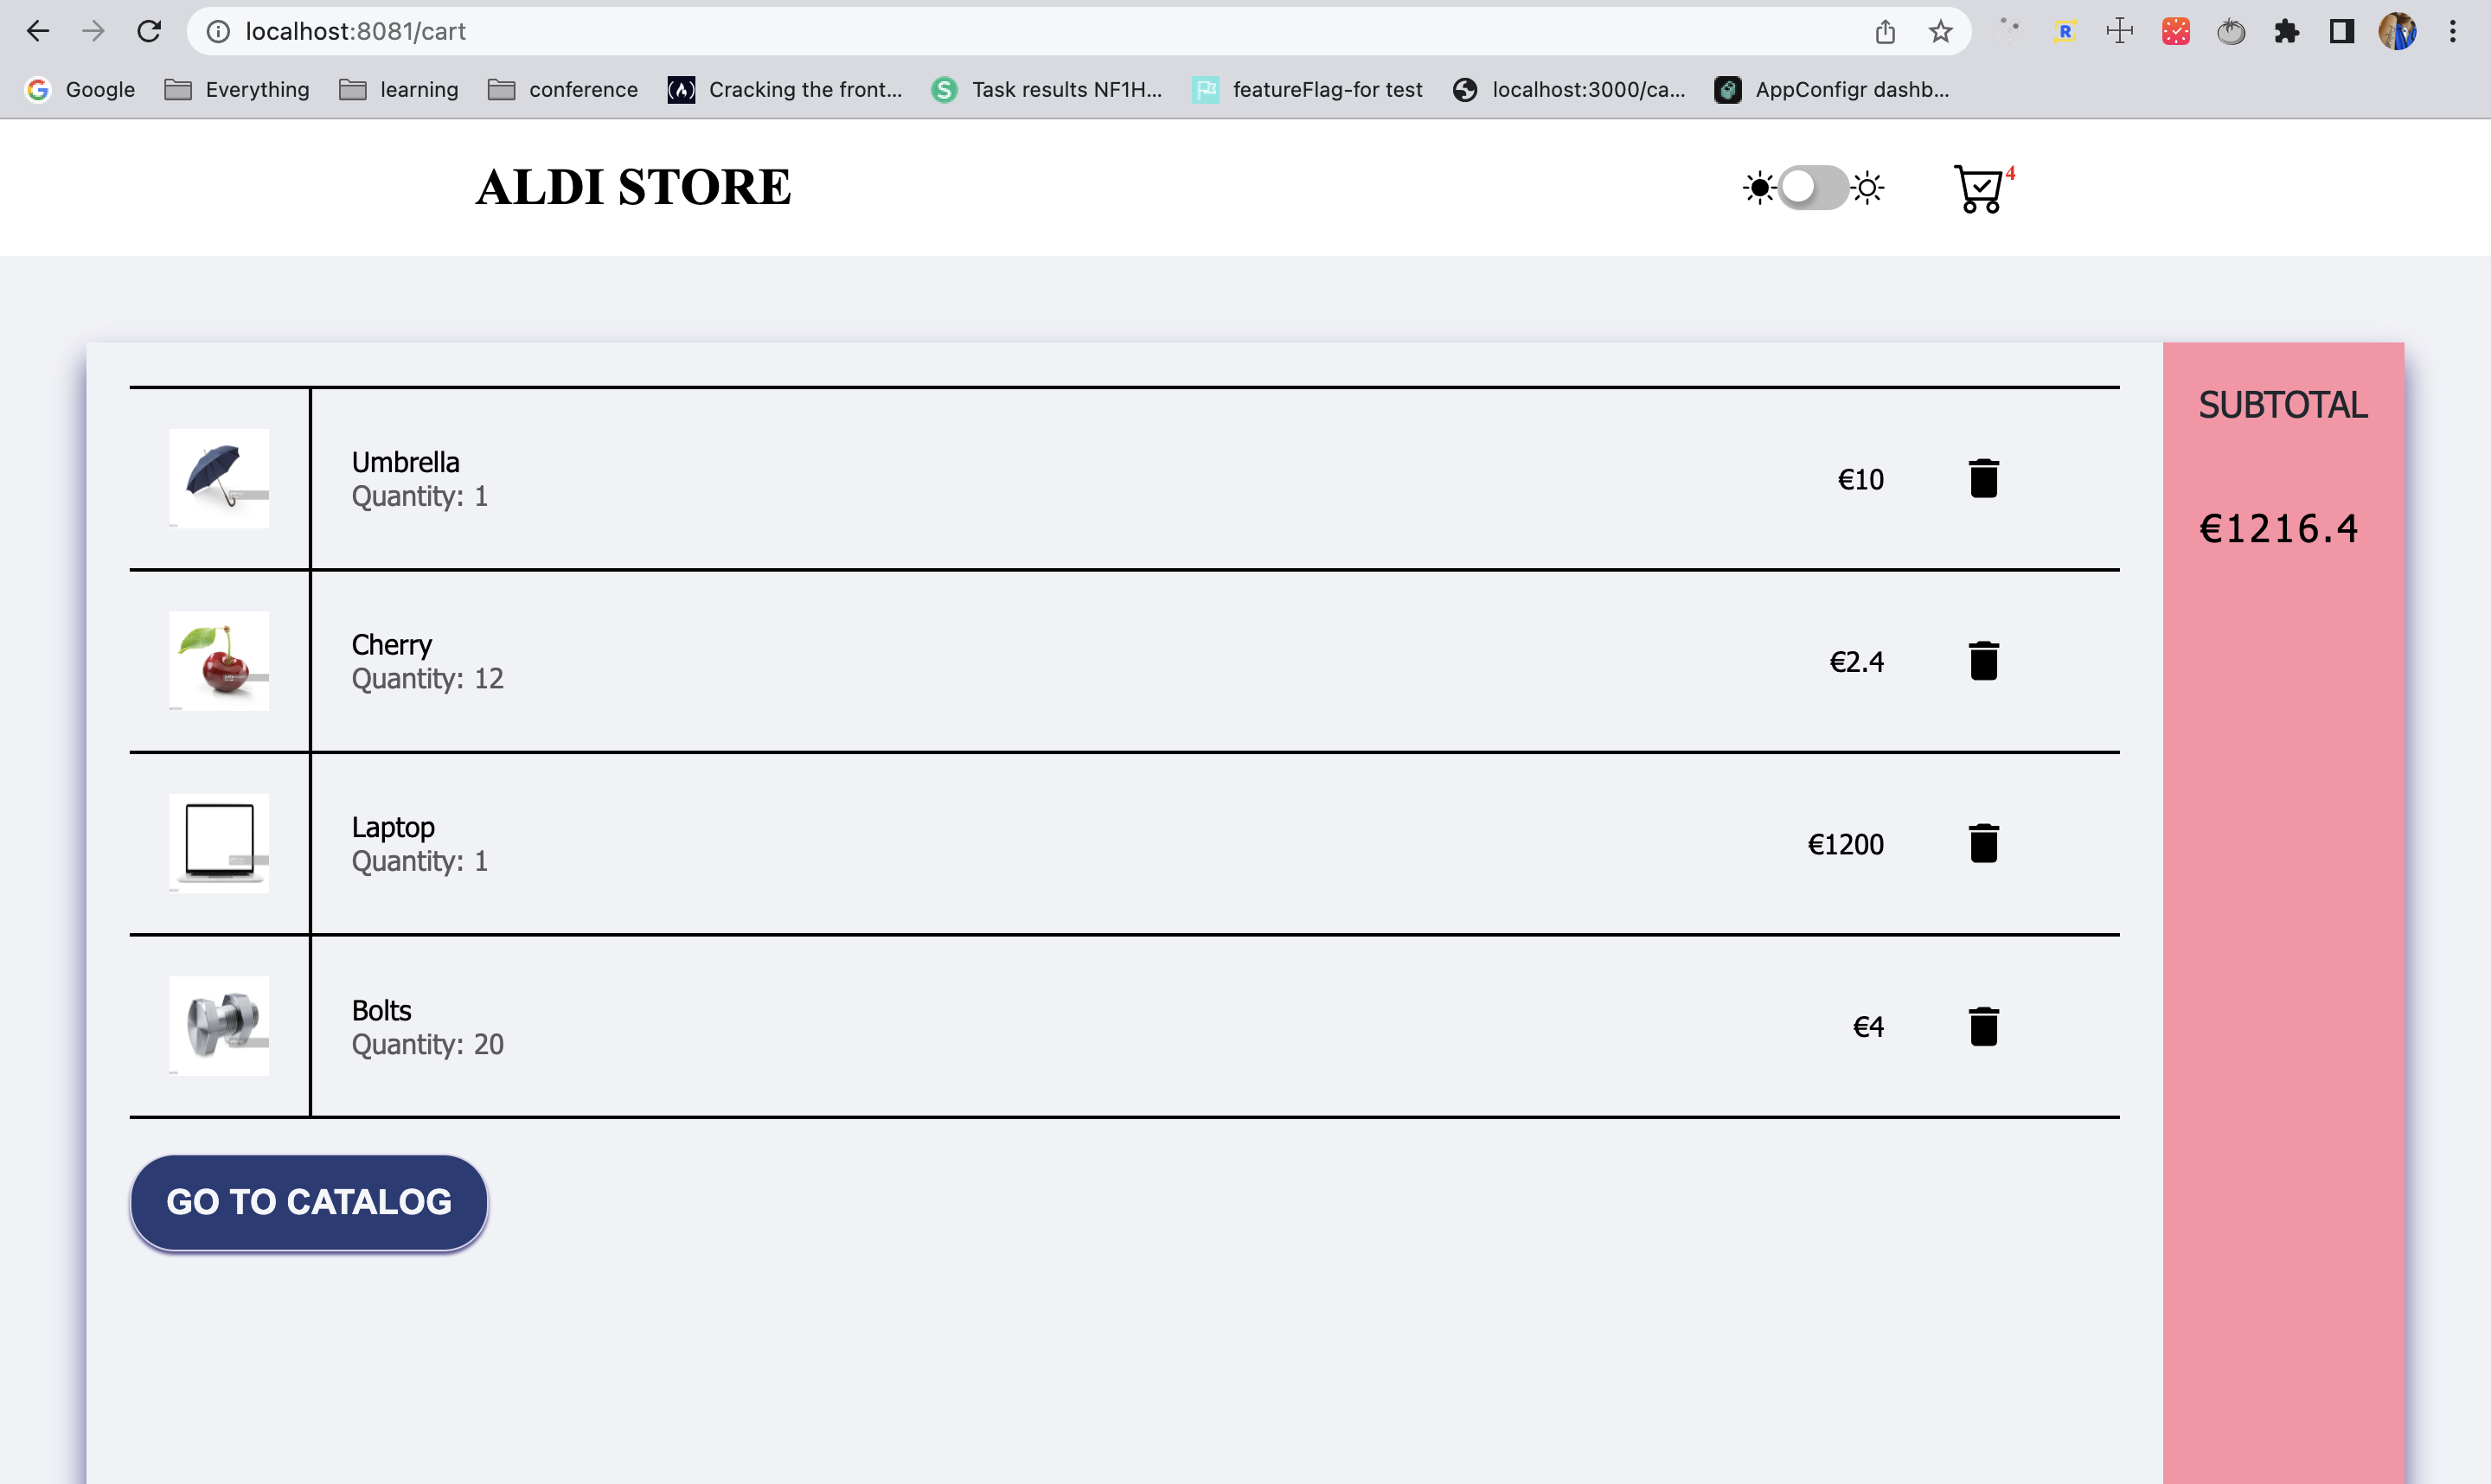 localhost:8081/cart
Google
Everything
learning
conference
Cracking the front...
Task results NF1H...
featureFlag-for test
localhost:3000/ca...
AppConfigr dashb...
ALDI STORE
4
SUBTOTAL
€1216.4
Umbrella
Quantity: 1
€10
Cherry
Quantity: 12
€2.4
Laptop
Quantity: 1
€1200
Bolts
Quantity: 20
€4
GO TO CATALOG